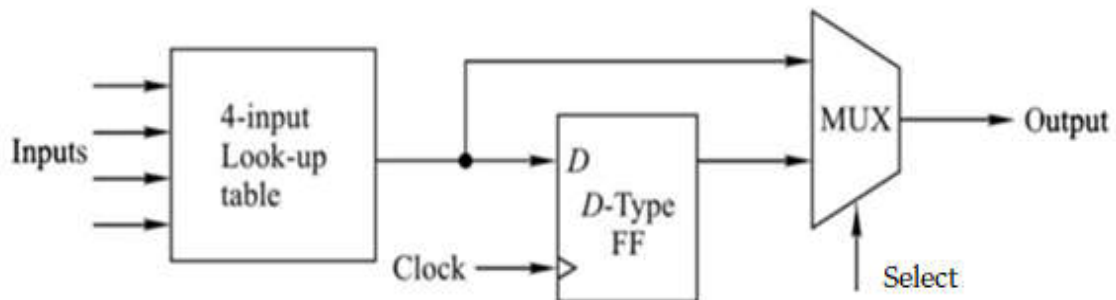 Inputs
4-input
Look-up
table
D
D-Type
FF
Clock
MUX
Output
Select